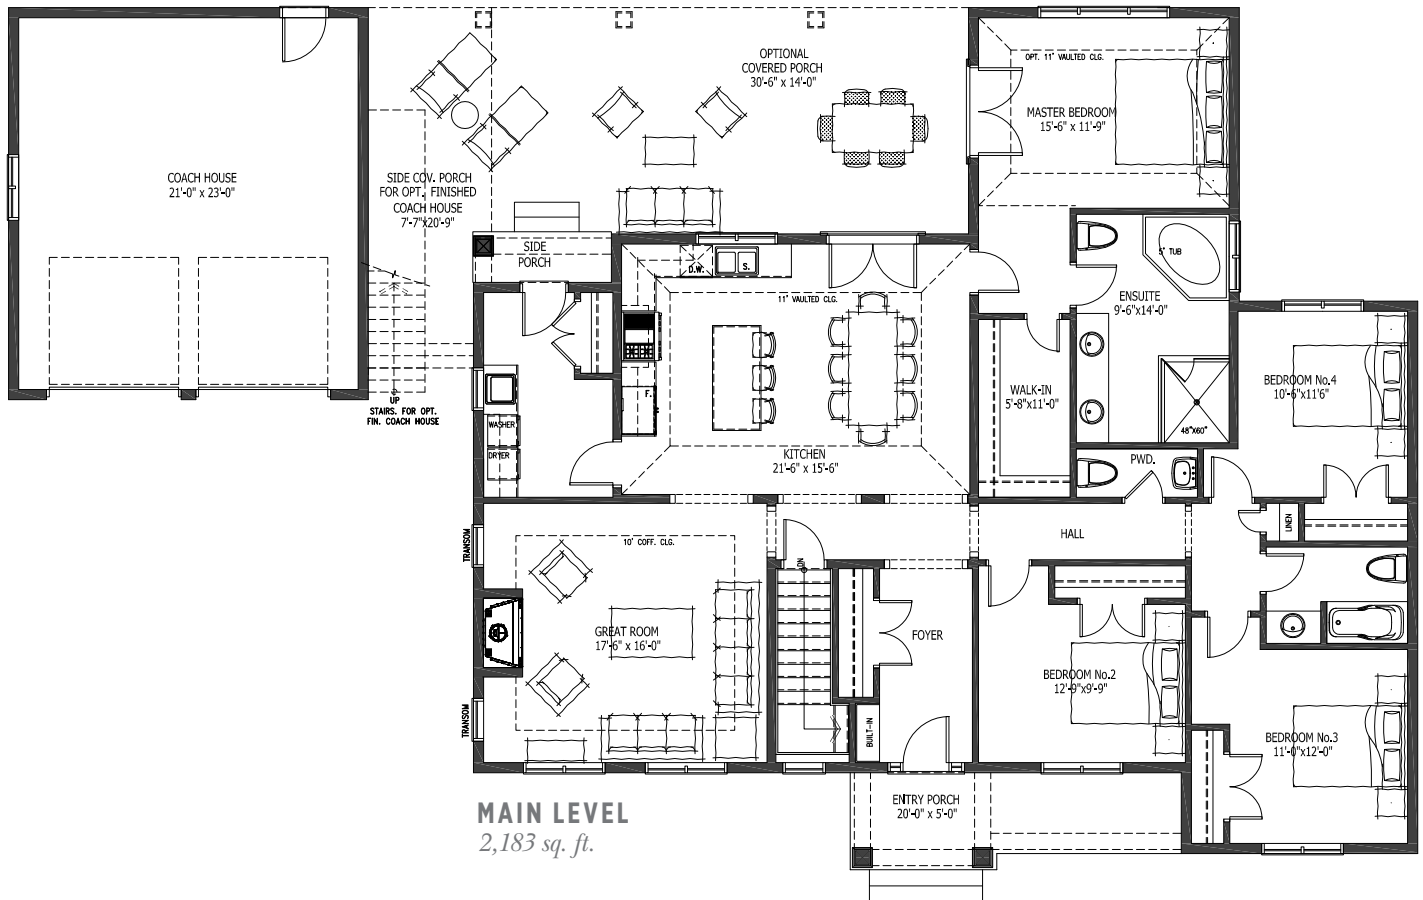 COACH HOUSE
21'-0" x 23'-0"
SIDE COV. PORCH
FOR OPT. FINISHED
COACH HOUSE
7'-7"x20'-9"
UP
STAIRS. FOR OPT.
FIN. COACH HOUSE
OPTIONAL
COVERED PORCH
30'-6" x 14'-0"
SIDE
PORCH
OPT. 11' VAULTED CLG.
MASTER BEDROOM
15'-6" x 11'-9"
5' TUB
ENSUITE
9'-6"x14'-0"
48"X60"
WALK-IN
5'-8"x11'-0"
PWD.
D.W.
S.
11' VAULTED CLG.
F.
KITCHEN
21'-6" x 15'-6"
WASHER
DRYER
BEDROOM No.4
10'-6"x11'6"
LINEN
HALL
TRANSOM
10' COFF. CLG.
GREAT ROOM
17'-6" x 16'-0"
TRANSOM
DN
FOYER
BUILT-IN
BEDROOM No.2
12'-9"x9'-9"
BEDROOM No.3
11'-0"x12'-0"
ENTRY PORCH
20'-0" x 5'-0"
MAIN LEVEL
2,183 sq. ft.